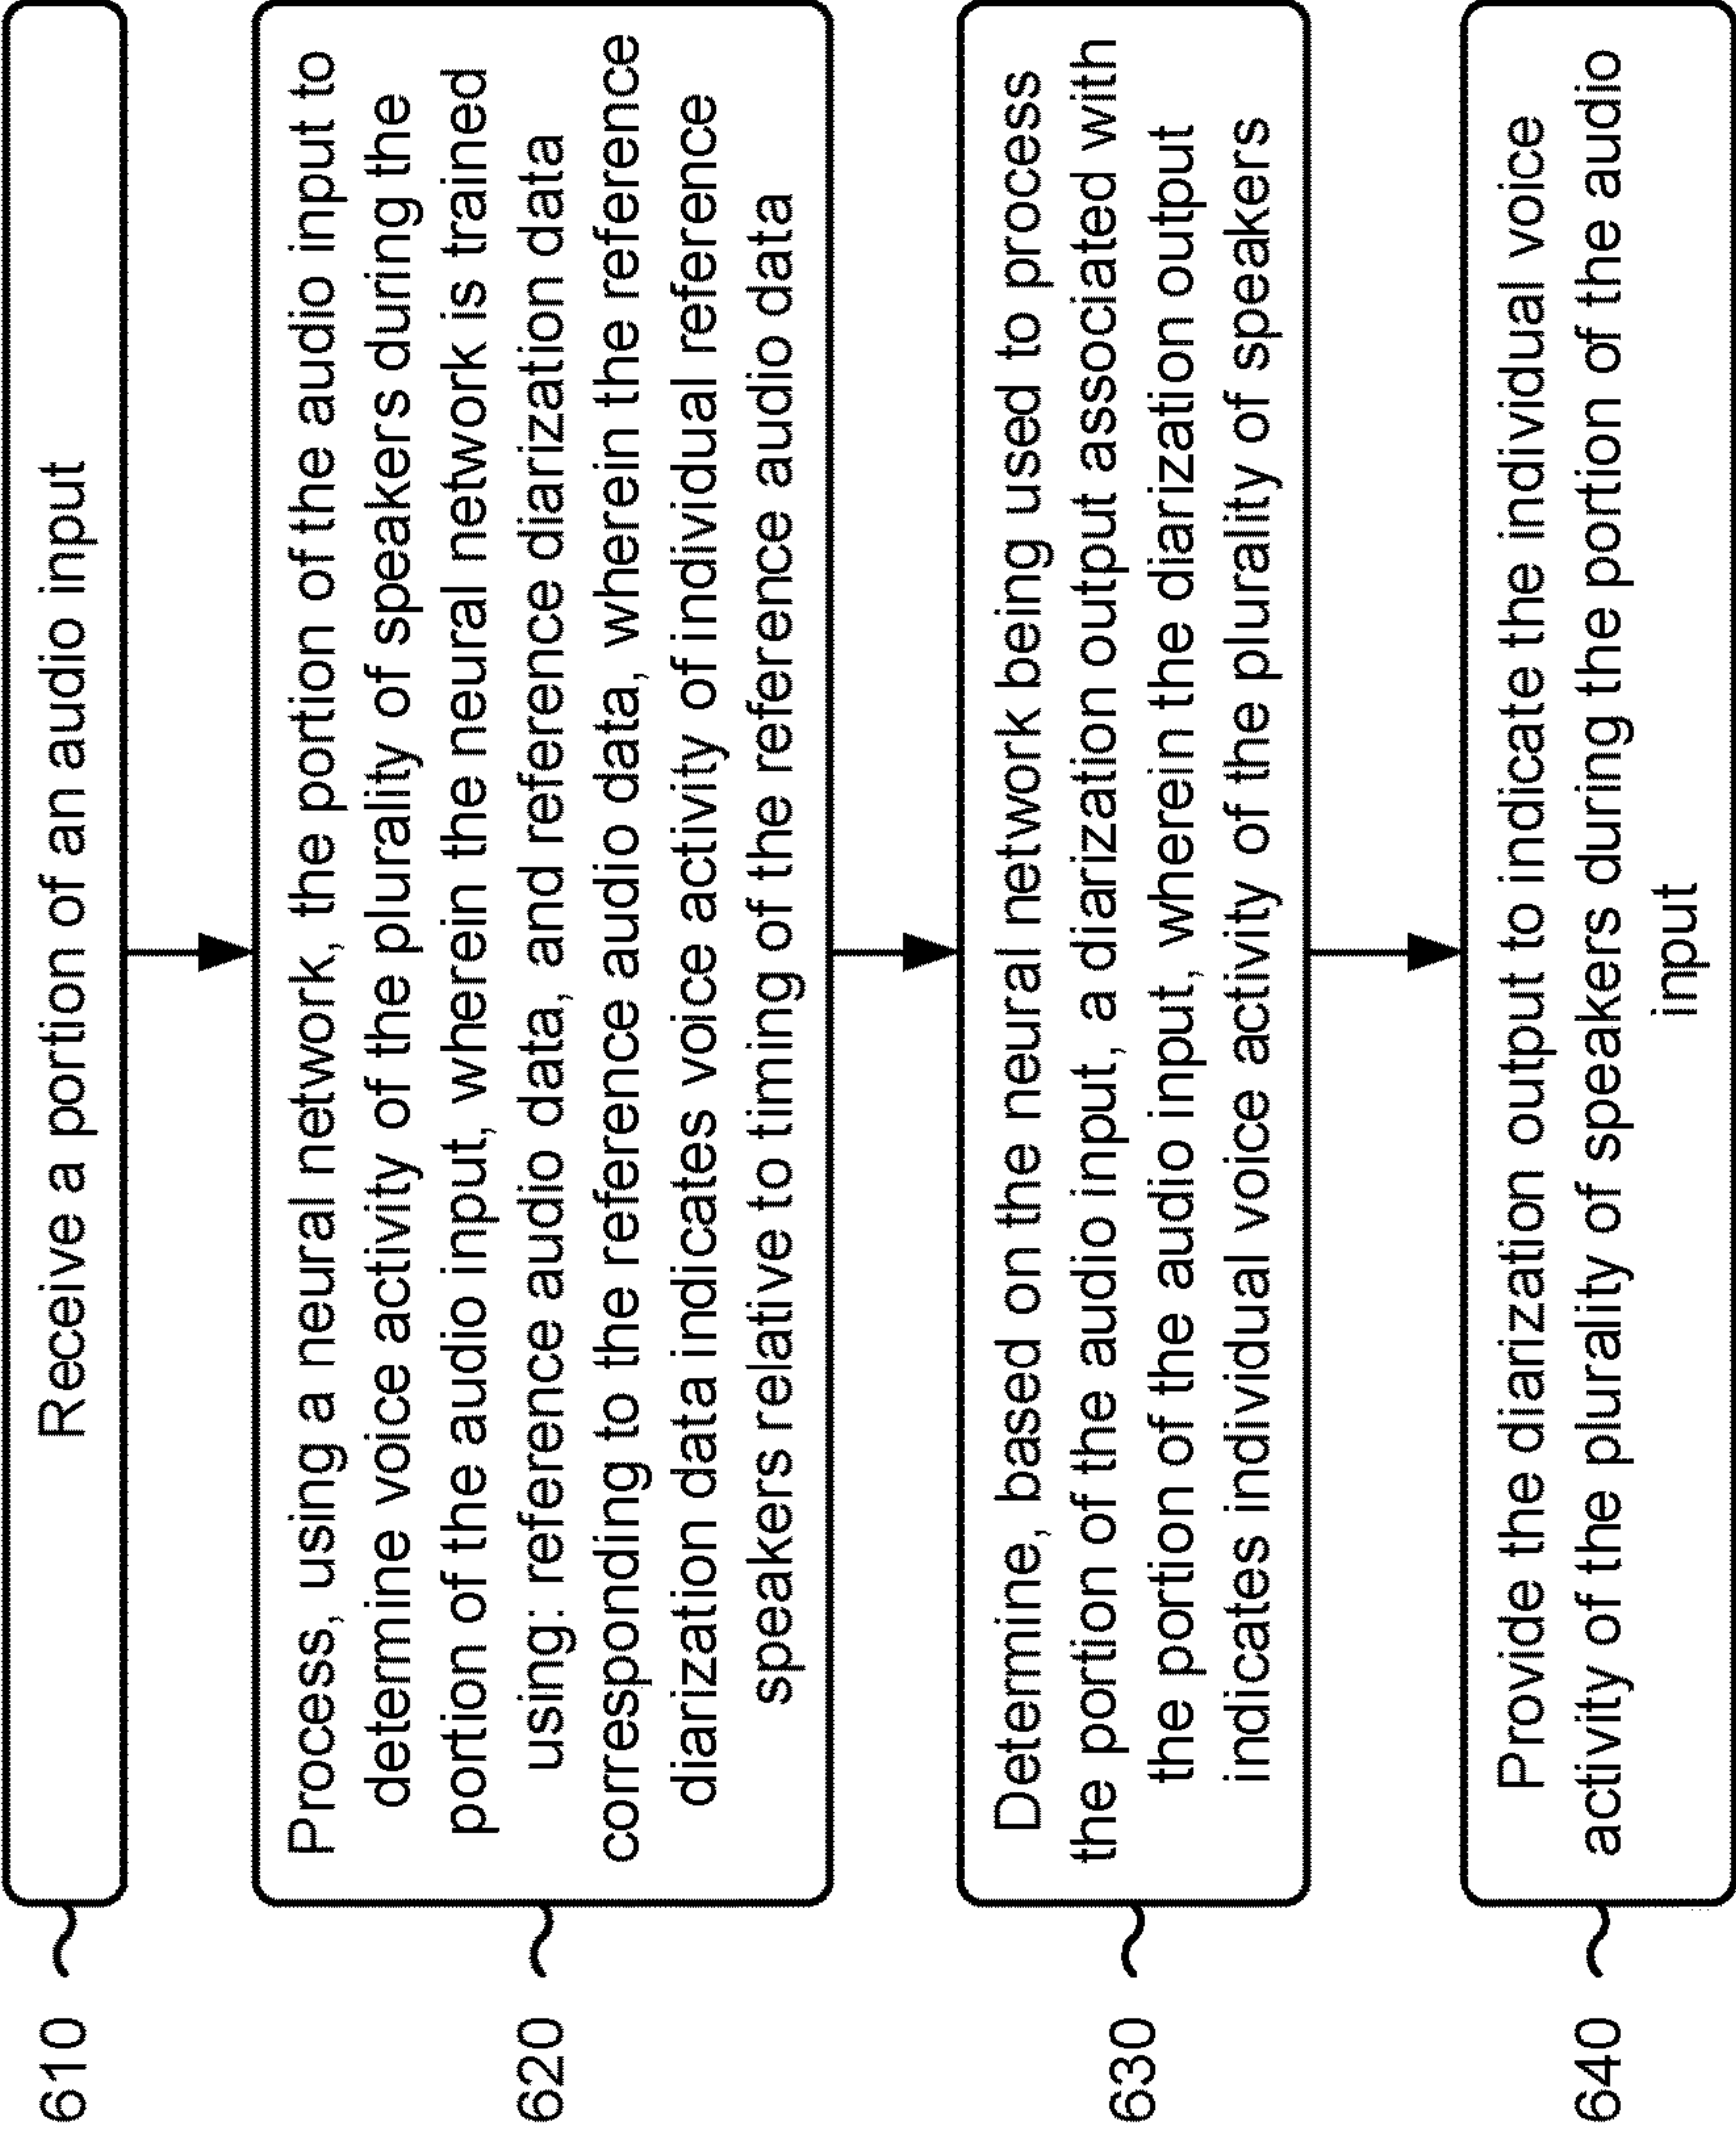 610
Receive a portion of an audio input
620
Process, using a neural network, the portion of the audio input to
determine voice activity of the plurality of speakers during the
portion of the audio input, wherein the neural network is trained
using: reference audio data, and reference diarization data
corresponding to the reference audio data, wherein the reference
diarization data indicates voice activity of individual reference
speakers relative to timing of the reference audio data
630
Determine, based on the neural network being used to process
the portion of the audio input, a diarization output associated with
the portion of the audio input, wherein the diarization output
indicates individual voice activity of the plurality of speakers
640
Provide the diarization output to indicate the individual voice
activity of the plurality of speakers during the portion of the audio
input